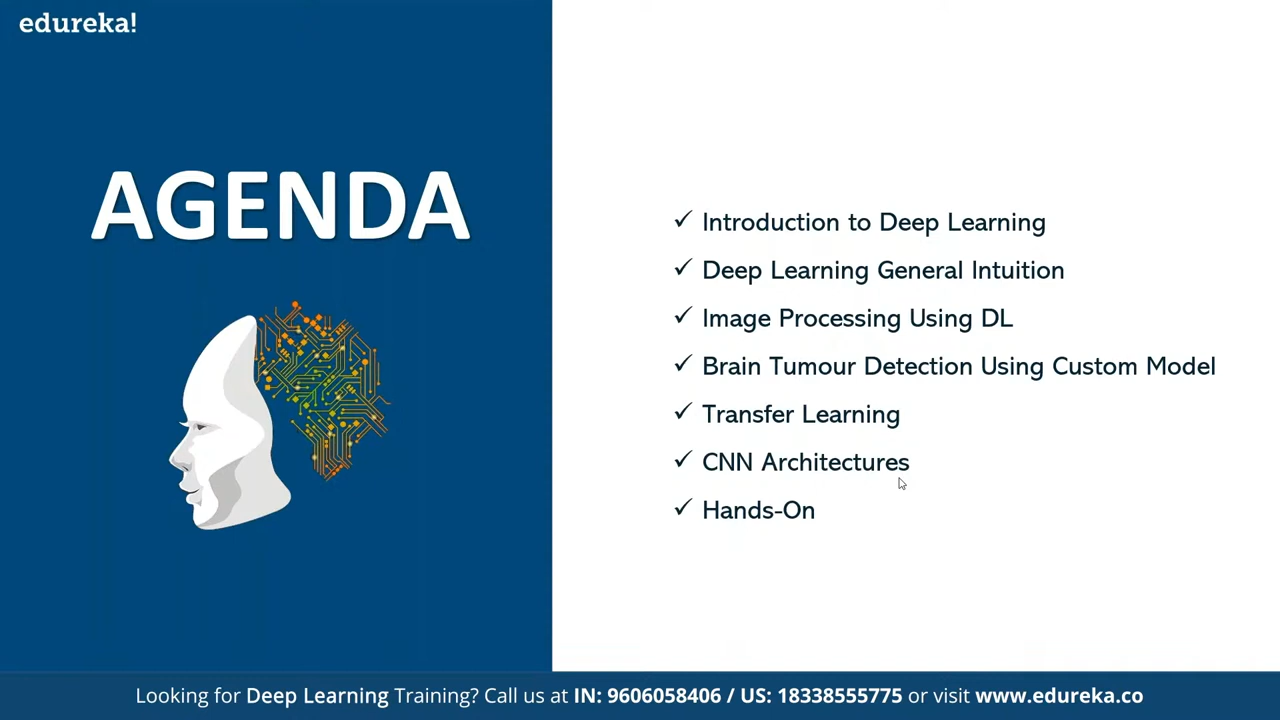 edureka!
AGENDA
✓ Introduction to Deep Learning
✓ Deep Learning General Intuition
✓ Image Processing Using DL
✓ Brain Tumour Detection Using Custom Model
✓ Transfer Learning
✓ CNN Architectures
✓ Hands-On
Looking for Deep Learning Training? Call us at IN: 9606058406 / US: 18338555775 or visit www.edureka.co